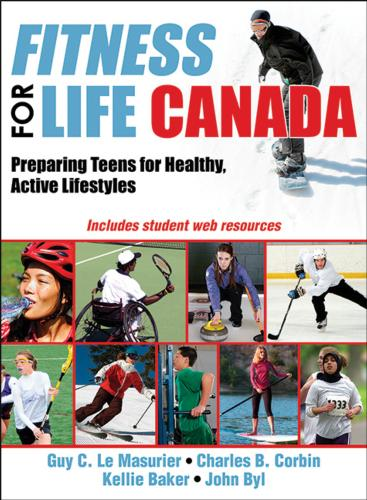 FITNESS
FOR LIFE CANADA
Preparing Teens for Healthy,
Active Lifestyles
Includes student web resources
1233
Guy C. Le Masurier • Charles B. Corbin
Kellie Baker • John Byl